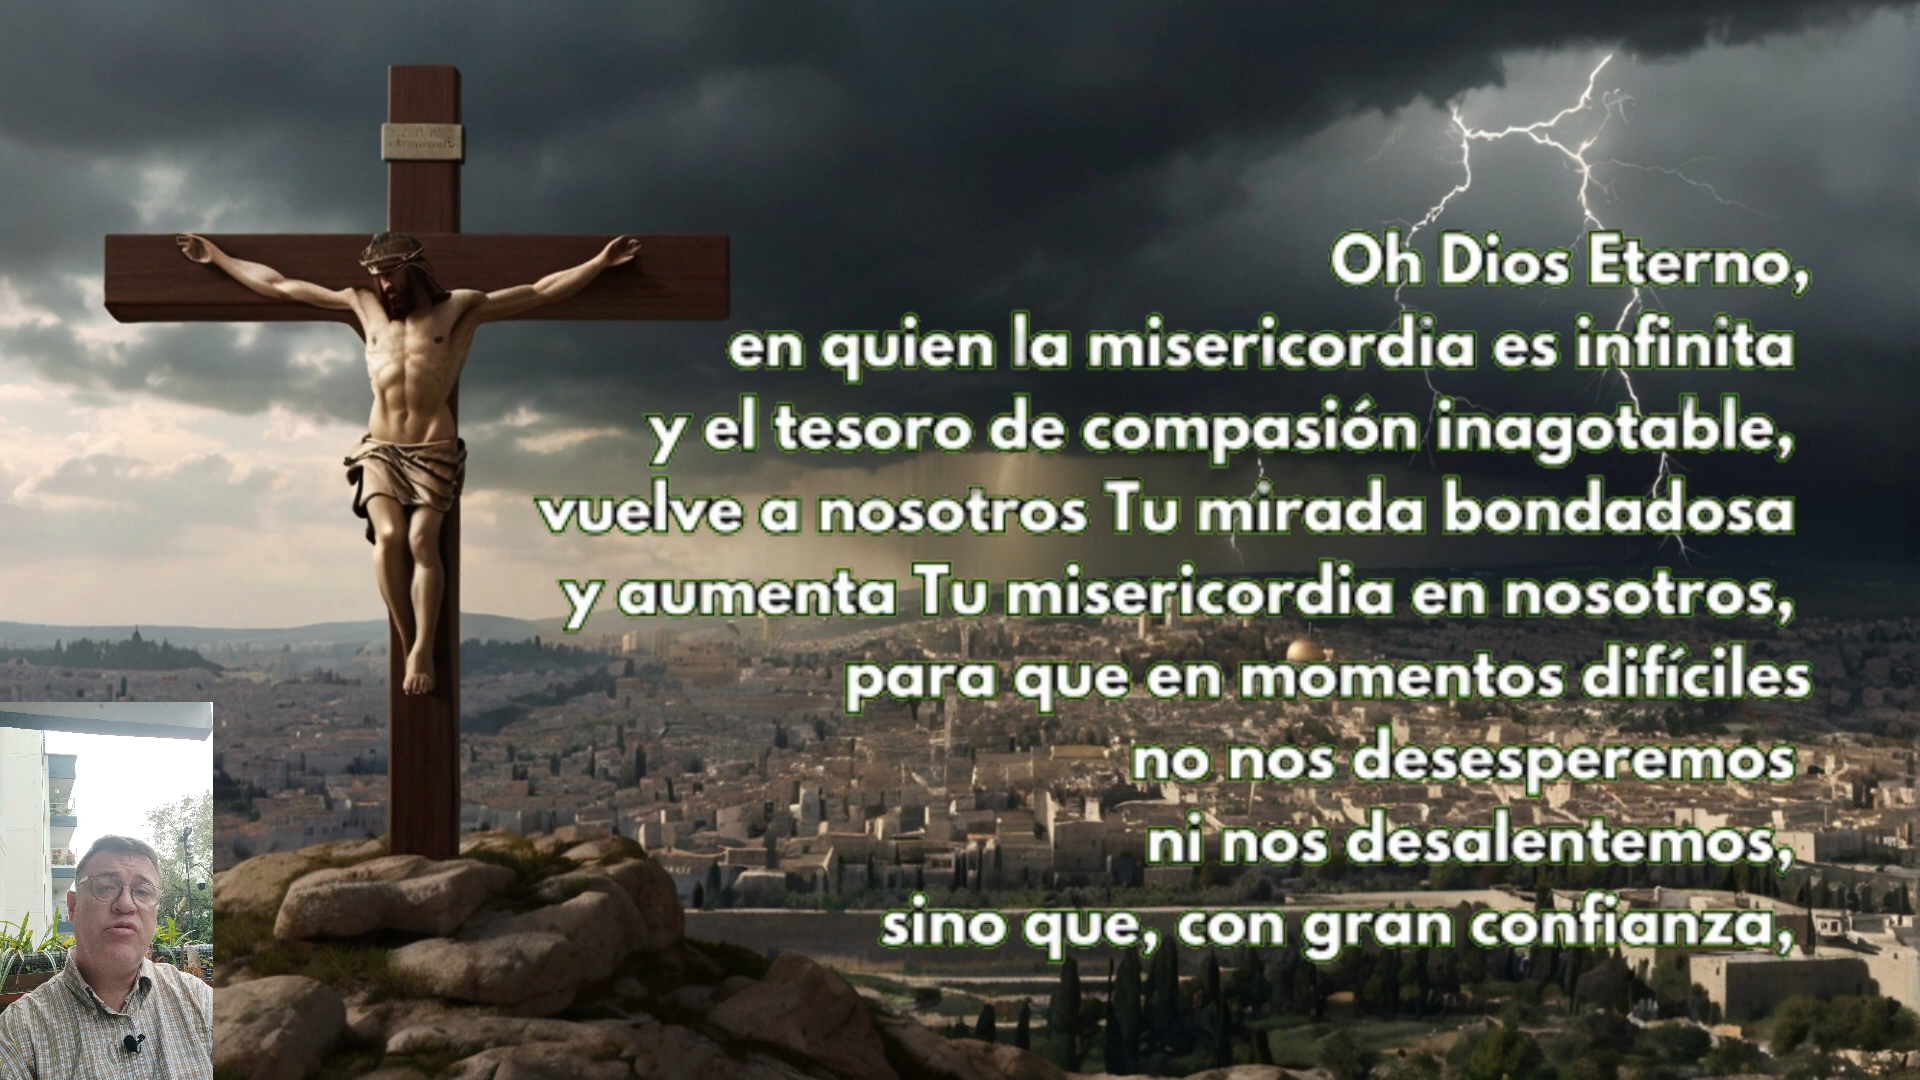 Oh Dios Eterno,
en quien la misericordia es infinita
y el tesoro de compasión inagotable,
vuelve a nosotros Tu mirada bondadosa
y aumenta Tu misericordia en nosotros,
para que en momentos difíciles
no nos desesperemos
ni nos desalentemos,
sino que, con gran confianza,